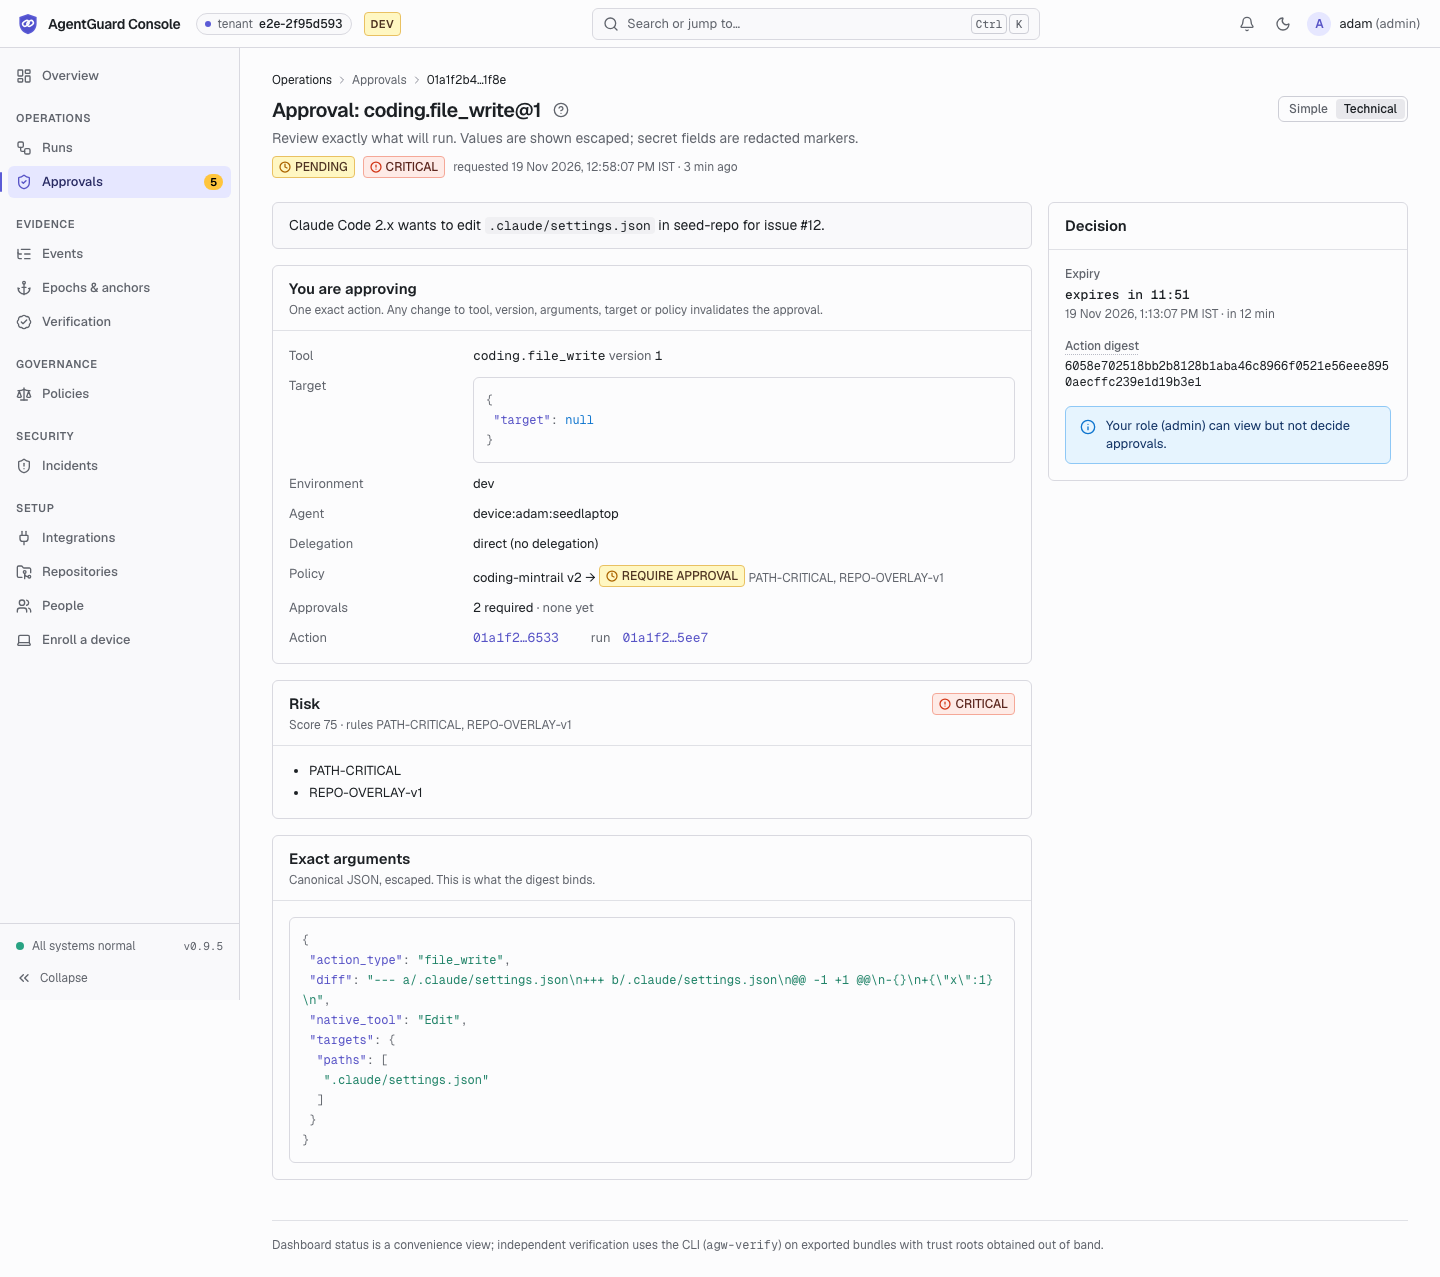 AgentGuard Console
tenant e2e-2f95d593
DEV
Search or jump to...
Ctrl K
A
adam (admin)
Overview
OPERATIONS
Runs
Approvals 5
EVIDENCE
Events
Epochs & anchors
Verification
GOVERNANCE
Policies
SECURITY
Incidents
SETUP
Integrations
Repositories
People
Enroll a device
All systems normal v0.9.5
Collapse
Operations > Approvals > 01a1f2b4…1f8e
Approval: coding.file_write@1
Simple Technical
Review exactly what will run. Values are shown escaped; secret fields are redacted markers.
PENDING CRITICAL requested 19 Nov 2026, 12:58:07 PM IST · 3 min ago
Claude Code 2.x wants to edit .claude/settings.json in seed-repo for issue #12.
You are approving
One exact action. Any change to tool, version, arguments, target or policy invalidates the approval.
Tool coding.file_write version 1
Target
{
"target": null
}
Environment dev
Agent device:adam:seedlaptop
Delegation direct (no delegation)
Policy coding-mintrail v2 → REQUIRE APPROVAL PATH-CRITICAL, REPO-OVERLAY-v1
Approvals 2 required · none yet
Action 01a1f2…6533 run 01a1f2…5ee7
Risk
CRITICAL
Score 75 · rules PATH-CRITICAL, REPO-OVERLAY-v1
• PATH-CRITICAL
• REPO-OVERLAY-v1
Exact arguments
Canonical JSON, escaped. This is what the digest binds.
{
"action_type": "file_write",
"diff": "--- a/.claude/settings.json\n+++ b/.claude/settings.json\n@@ -1 +1 @@\n-{}\n+{\"x\":1}
\n",
"native_tool": "Edit",
"targets": {
"paths": [
".claude/settings.json"
]
}
}
Decision
Expiry
expires in 11:51
19 Nov 2026, 1:13:07 PM IST · in 12 min
Action digest
6058e702518bb2b8128b1aba46c8966f0521e56eee895
0aecffc239e1d19b3e1
Your role (admin) can view but not decide
approvals.
Dashboard status is a convenience view; independent verification uses the CLI (agw-verify) on exported bundles with trust roots obtained out of band.